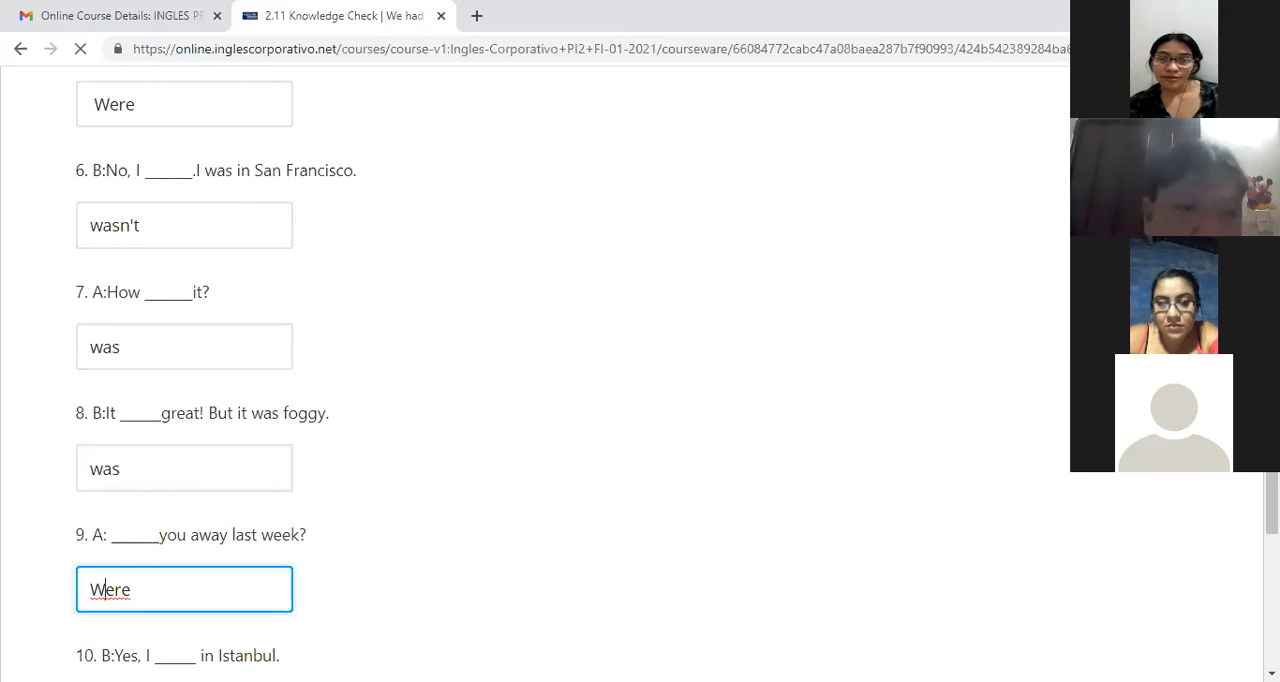 Online Course Details: INGLES PF
2.11 Knowledge Check | We had
https://online.inglescorporativo.net/courses/course-v1:Ingles-Corporativo+PI2+FI-01-2021/courseware/66084772cabc47a08baea287b7f90993/424b542389284ba6
Were
6. B:No, I ______.I was in San Francisco.
wasn't
7. A:How ______it?
was
8. B:It _____great! But it was foggy.
was
9. A: ______you away last week?
Were
10. B:Yes, I _____ in Istanbul.